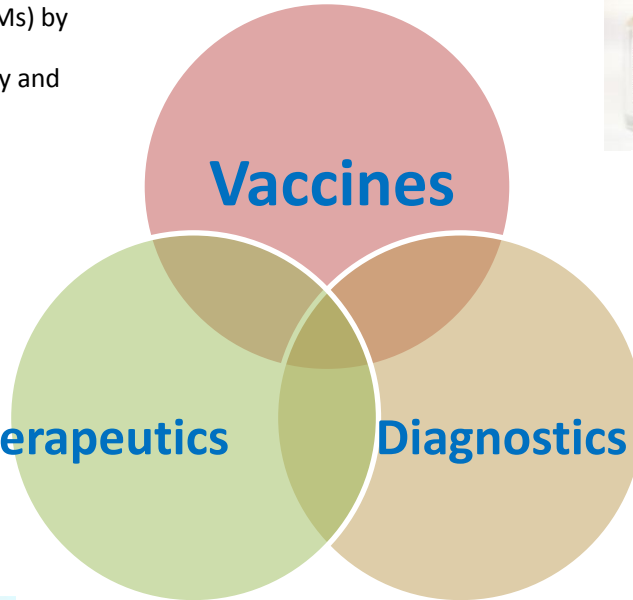 Ms) by
y and
Vaccines
erapeutics
Diagnostics